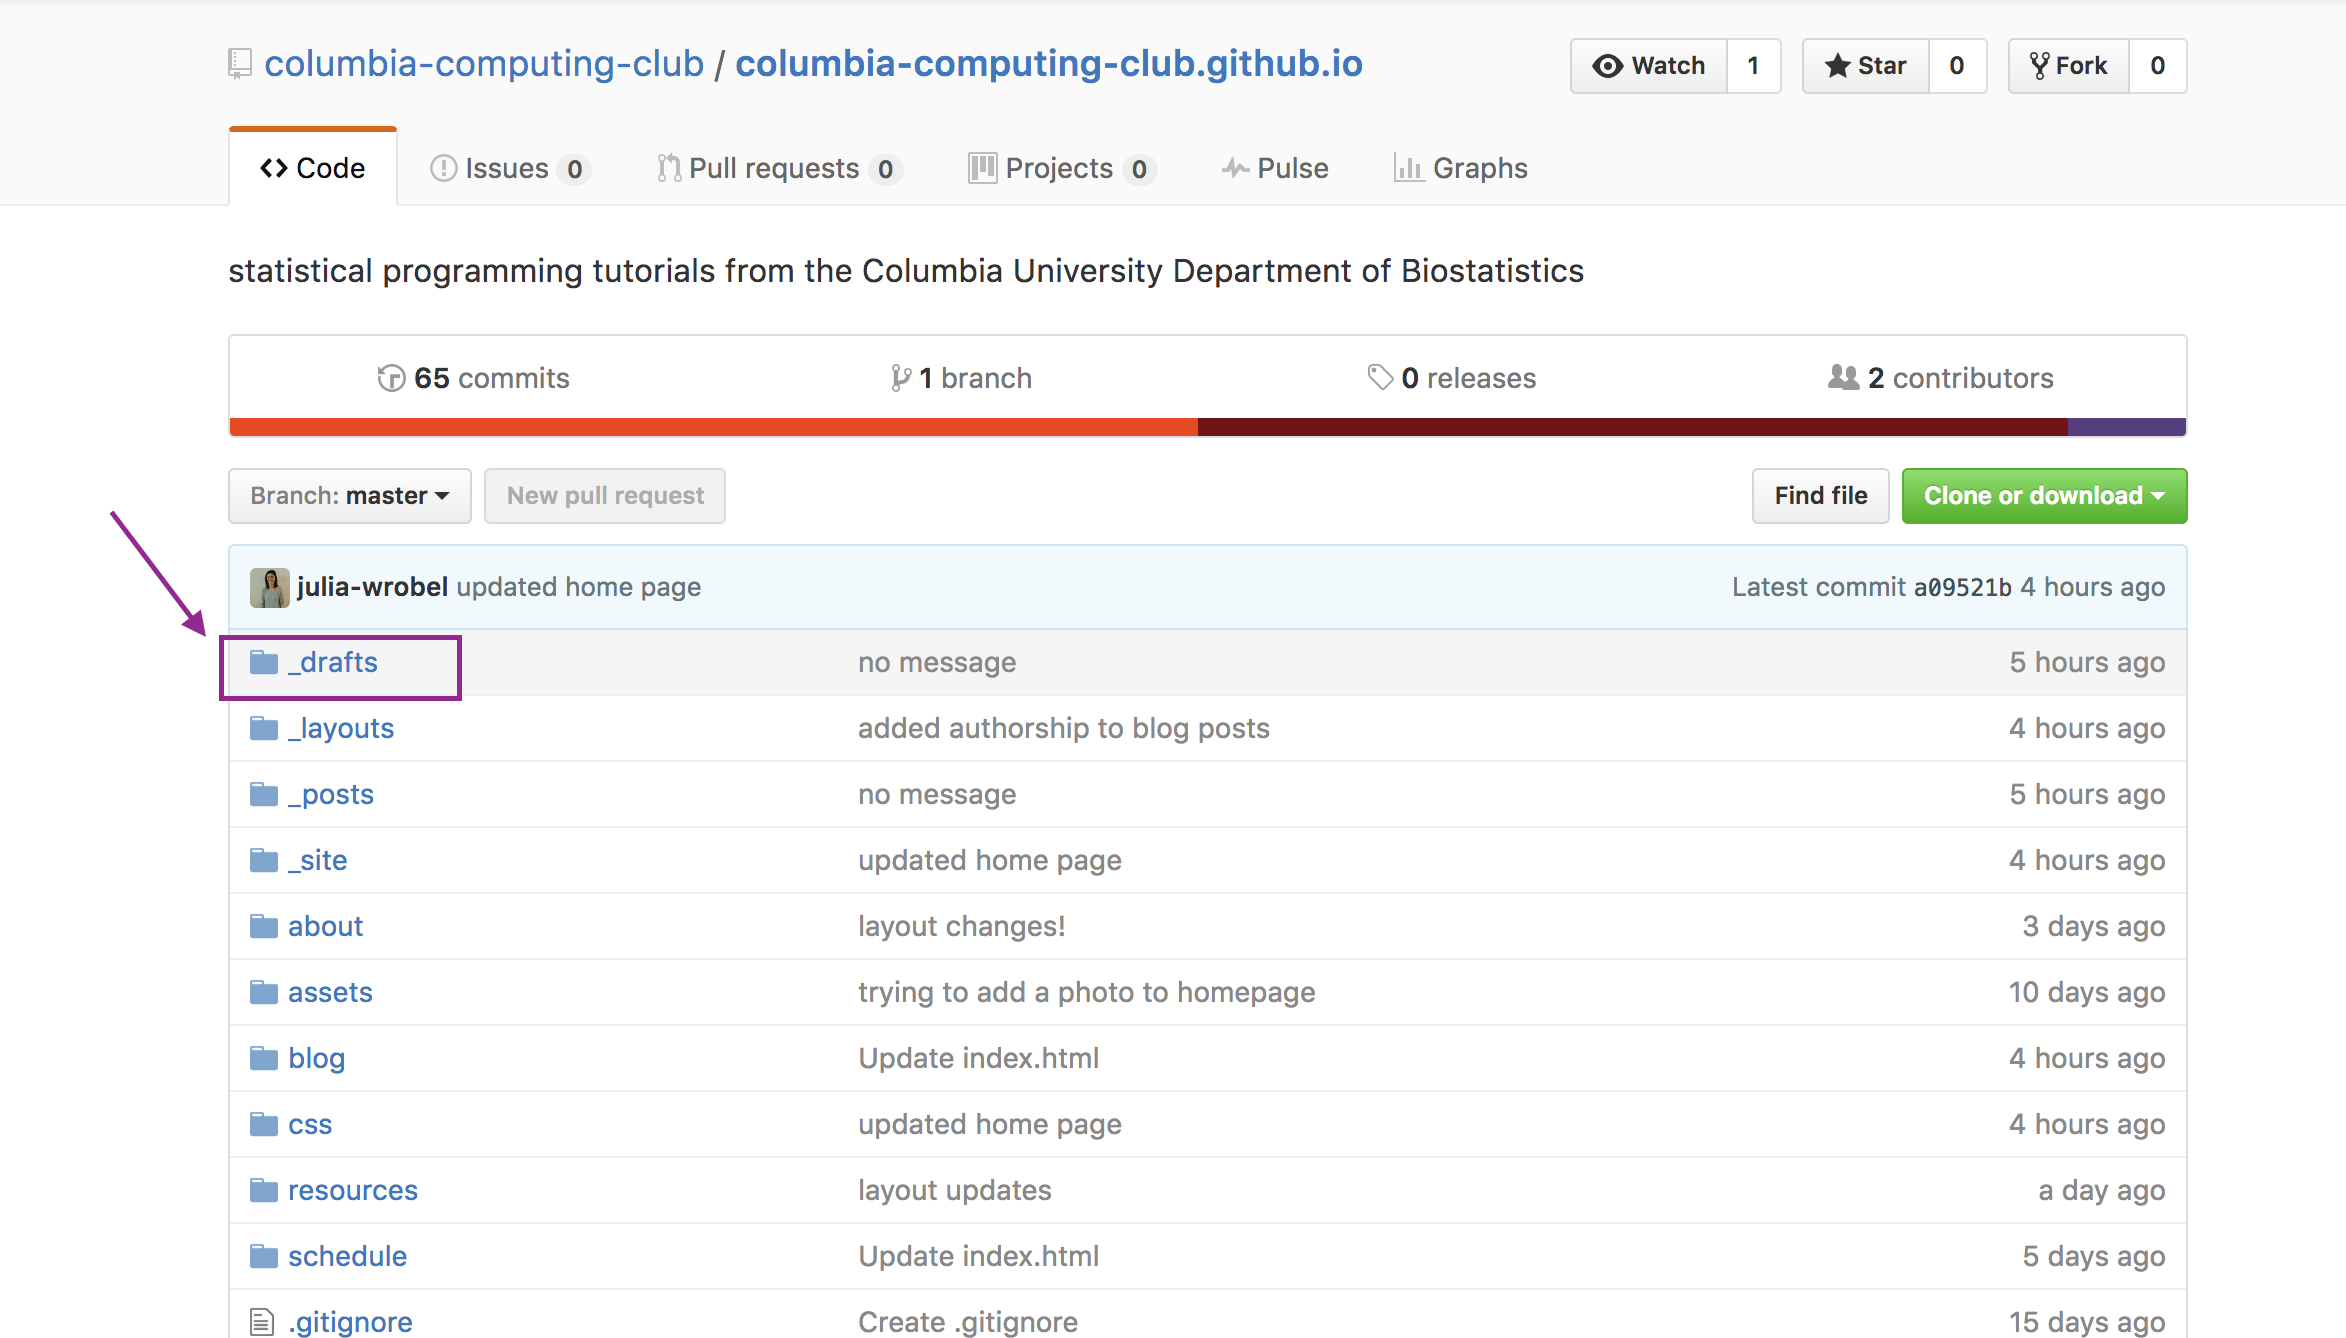 columbia-computing-club / columbia-computing-club.github.io Watch 1 Star 0 Fork 0
Code Issues 0 Pull requests 0 Projects 0 Pulse Graphs
statistical programming tutorials from the Columbia University Department of Biostatistics
65 commits 1 branch 0 releases 2 contributors
Branch: master New pull request Find file Clone or download
julia-wrobel updated home page Latest commit a09521b 4 hours ago
_drafts no message 5 hours ago
_layouts added authorship to blog posts 4 hours ago
_posts no message 5 hours ago
_site updated home page 4 hours ago
about layout changes! 3 days ago
assets trying to add a photo to homepage 10 days ago
blog Update index.html 4 hours ago
css updated home page 4 hours ago
resources layout updates a day ago
schedule Update index.html 5 days ago
.gitignore Create .gitignore 15 days ago